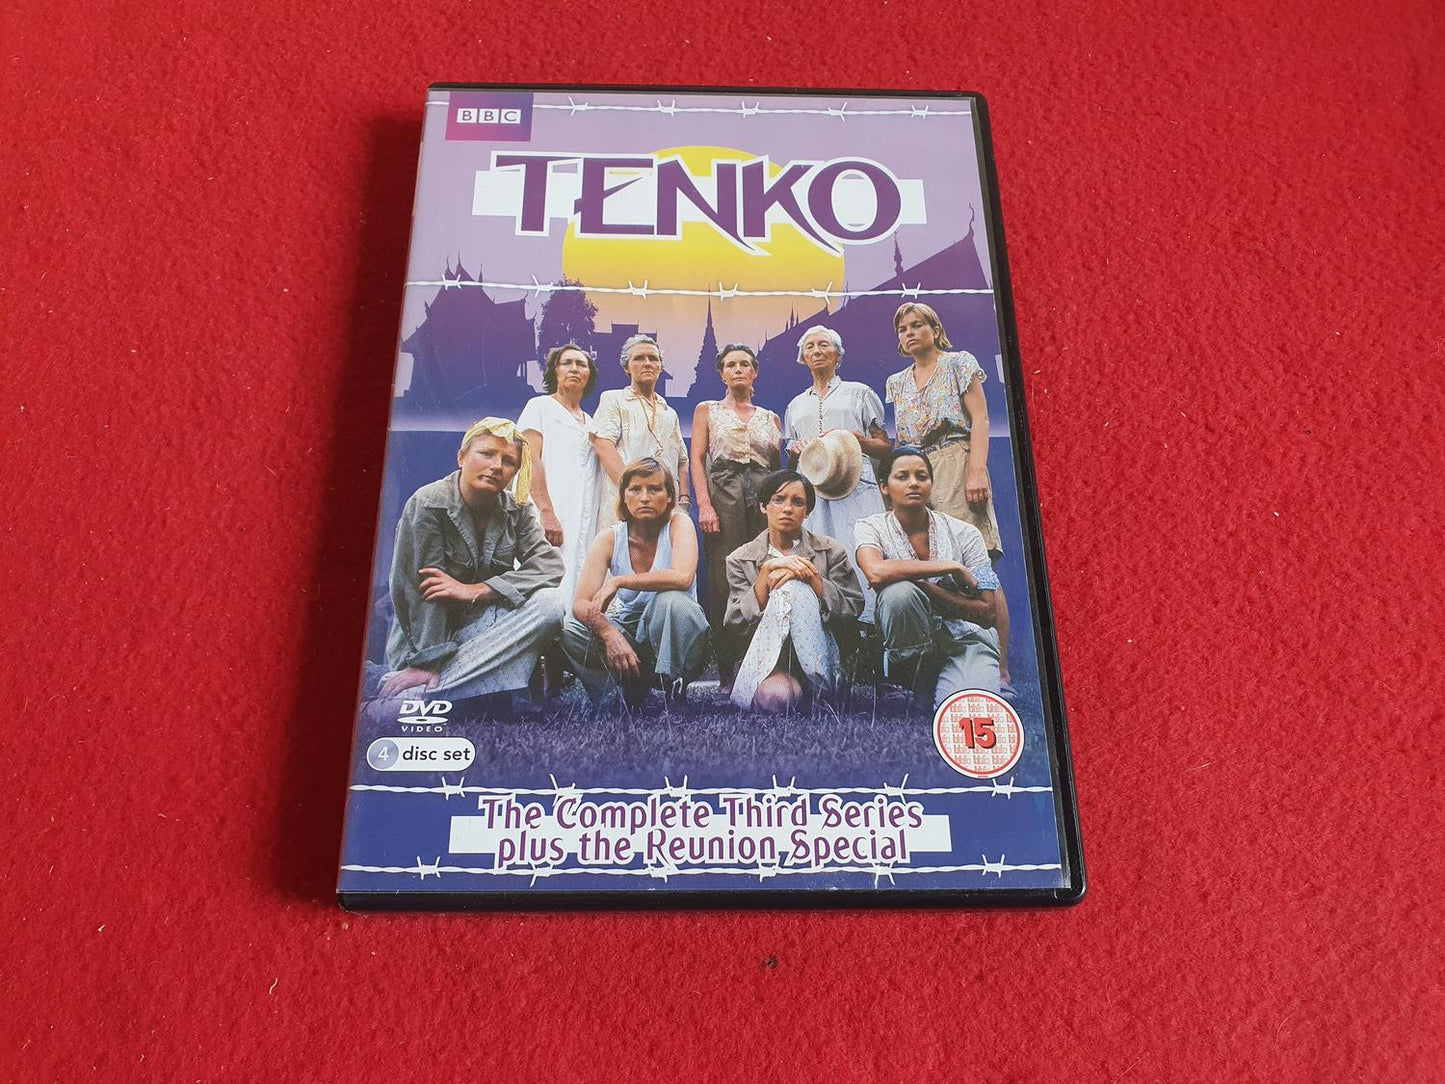 BBC
TENKO
DVD
VIDEO
4 disc set
15
The Complete Third Series
plus the Reunion Special